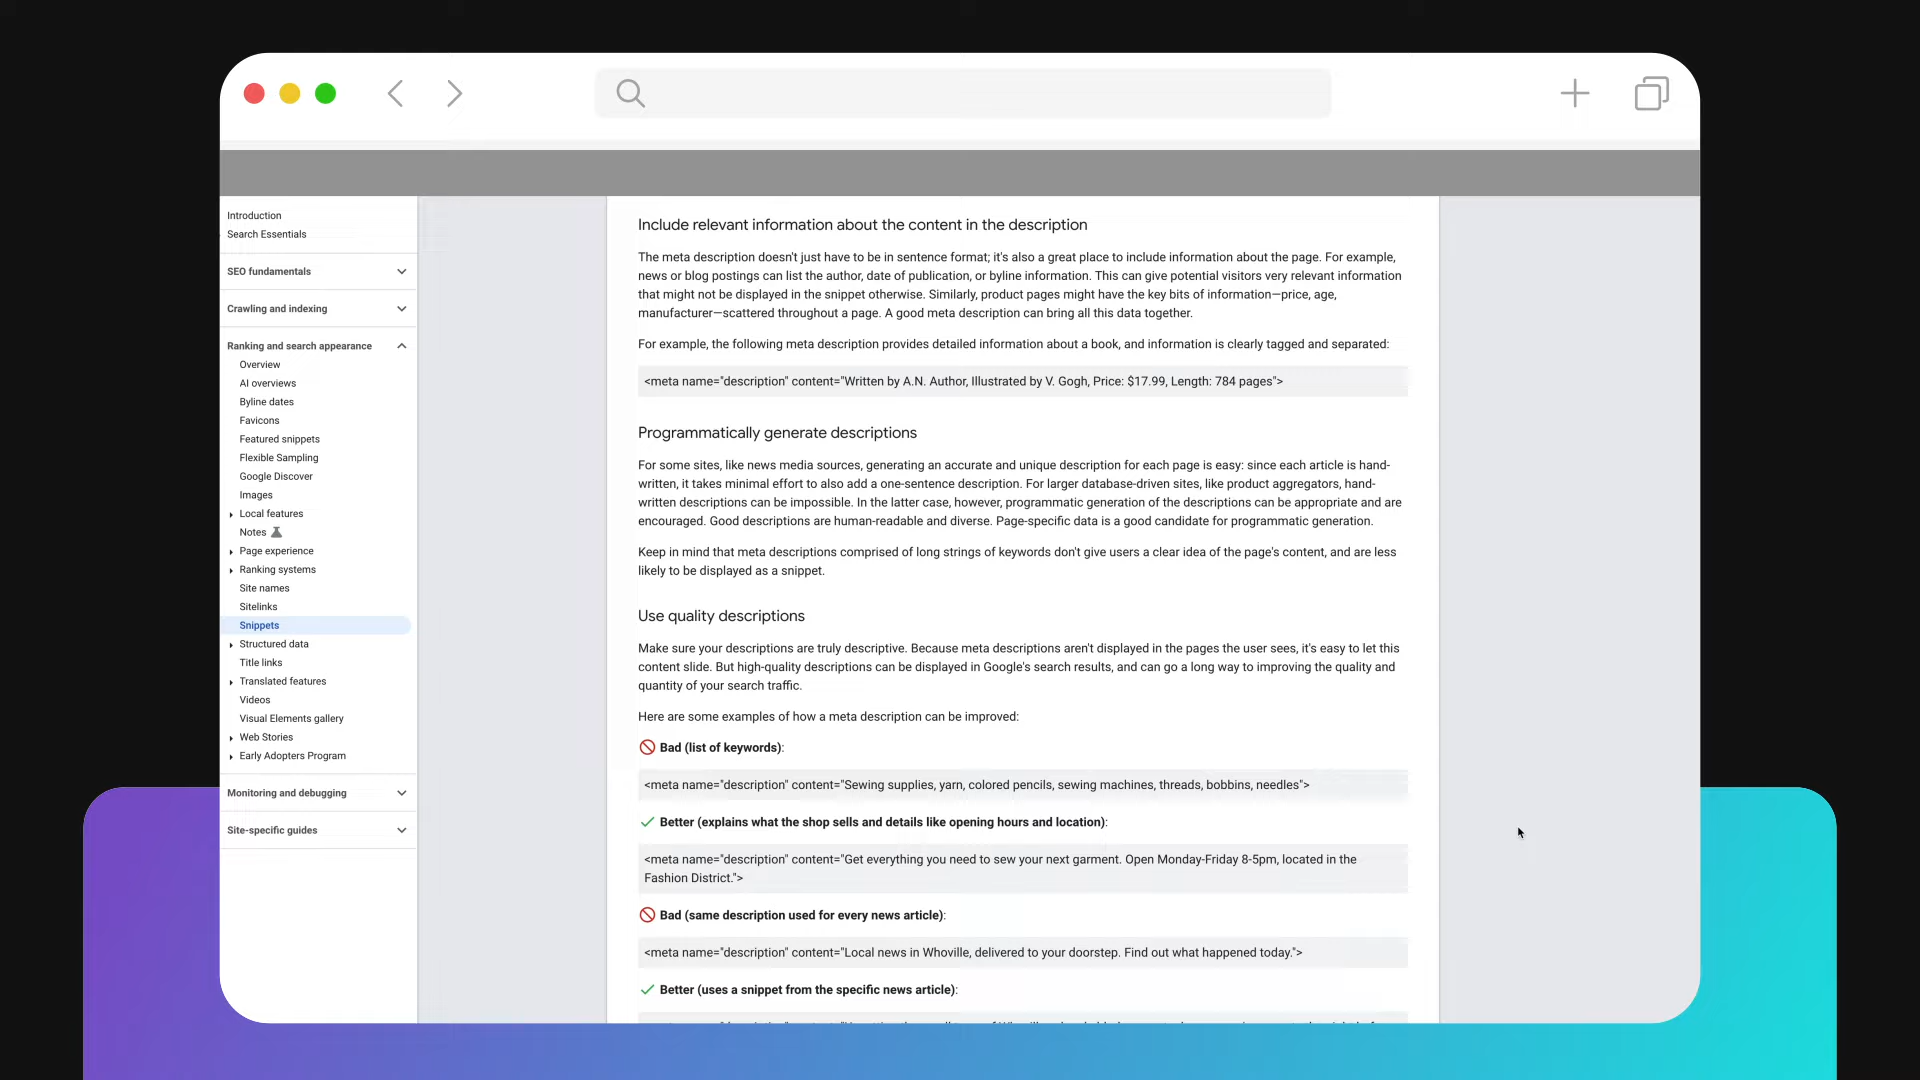 Introduction
Search Essentials
SEO fundamentals
Crawling and indexing
Ranking and search appearance
Overview
AI overviews
Byline dates
Favicons
Featured snippets
Flexible Sampling
Google Discover
Images
Local features
Notes
Page experience
Ranking systems
Site names
Sitelinks
Snippets
Structured data
Title links
Translated features
Videos
Visual Elements gallery
Web Stories
Early Adopters Program
Monitoring and debugging
Site-specific guides
Include relevant information about the content in the description
The meta description doesn't just have to be in sentence format; it's also a great place to include information about the page. For example,
news or blog postings can list the author, date of publication, or byline information. This can give potential visitors very relevant information
that might not be displayed in the snippet otherwise. Similarly, product pages might have the key bits of information—price, age,
manufacturer—scattered throughout a page. A good meta description can bring all this data together.
For example, the following meta description provides detailed information about a book, and information is clearly tagged and separated:
<meta name="description" content="Written by A.N. Author, Illustrated by V. Gogh, Price: $17.99, Length: 784 pages">
Programmatically generate descriptions
For some sites, like news media sources, generating an accurate and unique description for each page is easy: since each article is hand-
written, it takes minimal effort to also add a one-sentence description. For larger database-driven sites, like product aggregators, hand-
written descriptions can be impossible. In the latter case, however, programmatic generation of the descriptions can be appropriate and are
encouraged. Good descriptions are human-readable and diverse. Page-specific data is a good candidate for programmatic generation.
Keep in mind that meta descriptions comprised of long strings of keywords don't give users a clear idea of the page's content, and are less
likely to be displayed as a snippet.
Use quality descriptions
Make sure your descriptions are truly descriptive. Because meta descriptions aren't displayed in the pages the user sees, it's easy to let this
content slide. But high-quality descriptions can be displayed in Google's search results, and can go a long way to improving the quality and
quantity of your search traffic.
Here are some examples of how a meta description can be improved:
Bad (list of keywords):
<meta name="description" content="Sewing supplies, yarn, colored pencils, sewing machines, threads, bobbins, needles">
Better (explains what the shop sells and details like opening hours and location):
<meta name="description" content="Get everything you need to sew your next garment. Open Monday-Friday 8-5pm, located in the
Fashion District.">
Bad (same description used for every news article):
<meta name="description" content="Local news in Whoville, delivered to your doorstep. Find out what happened today.">
Better (uses a snippet from the specific news article):